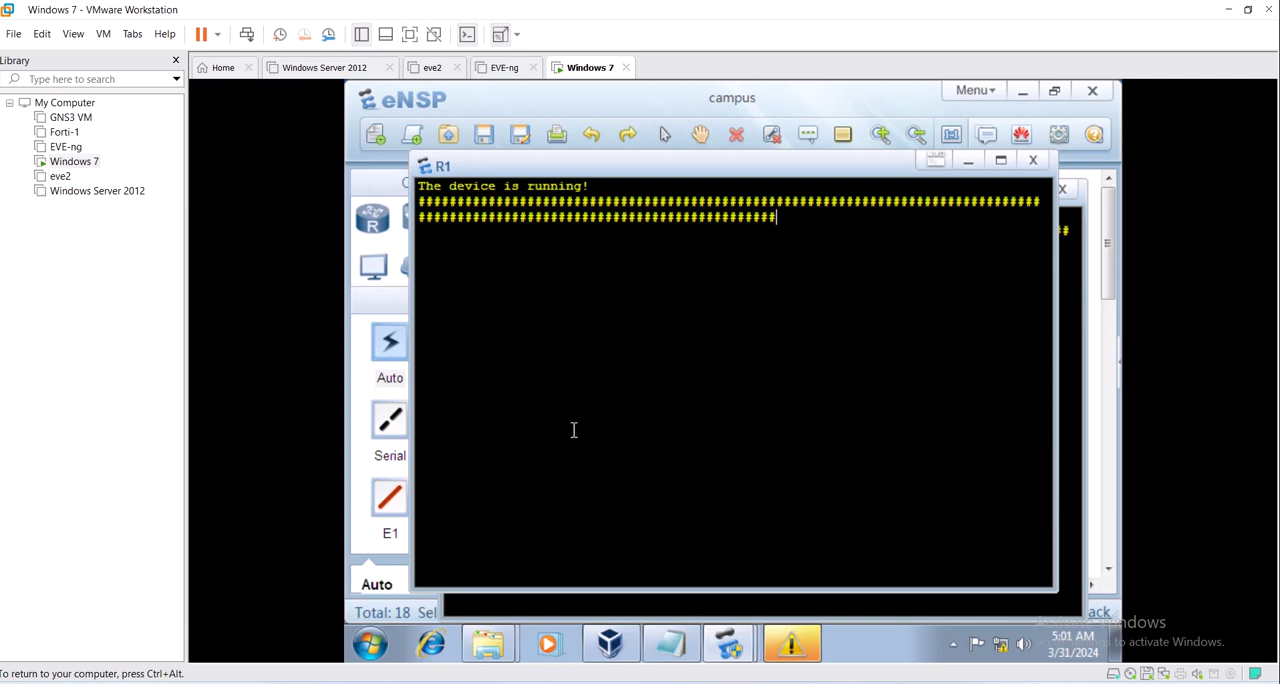 Windows 7 - VMware Workstation
File Edit View VM Tabs Help
Library
Type here to search
My Computer
GNS3 VM
Forti-1
EVE-ng
Windows 7
eve2
Windows Server 2012
Home
Windows Server 2012
eve2
EVE-ng
Windows 7
eNSP
campus
Menu
R1
The device is running!
Auto
Serial
E1
Auto
Total: 18 Sel
ack
5:01 AM
3/31/2024
to activate Windows.
To return to your computer, press Ctrl+Alt.